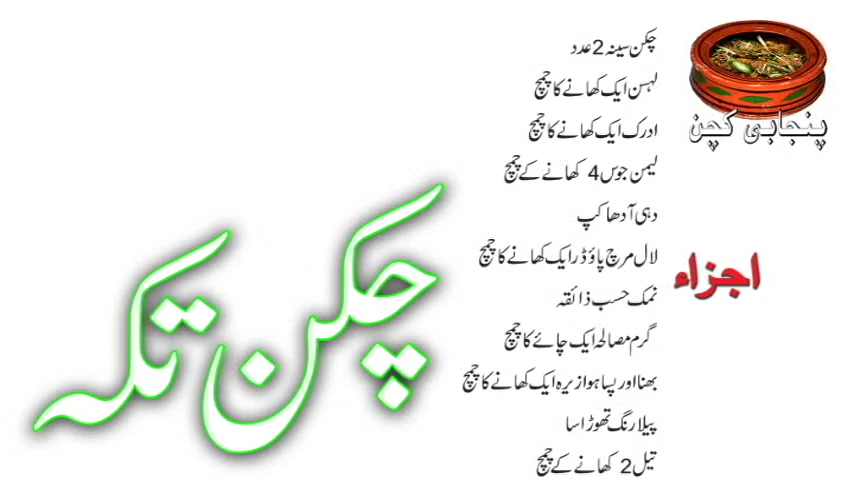 پنجابی کچن
اجزاء
چکن سینہ 2 عدد
لہسن ایک کھانے کا چمچ
ادرک ایک کھانے کا چمچ
لیمن جوس 4 کھانے کے چمچ
دہی آدھا کپ
لال مرچ پاؤڈر ایک کھانے کا چمچ
نمک حسب ذائقہ
گرم مصالحہ ایک چائے کا چمچ
بھنا اور پسا ہوا زیرہ ایک کھانے کا چمچ
پیلا رنگ تھوڑا سا
تیل 2 کھانے کے چمچ
چکن تکہ